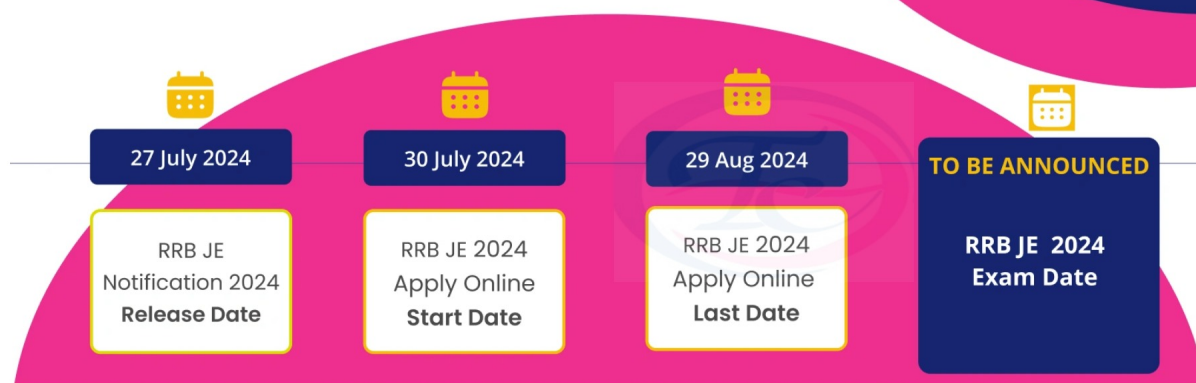 27 July 2024
RRB JE
Notification 2024
Release Date
30 July 2024
RRB JE 2024
Apply Online
Start Date
29 Aug 2024
RRB JE 2024
Apply Online
Last Date
TO BE ANNOUNCED
RRB JE 2024
Exam Date